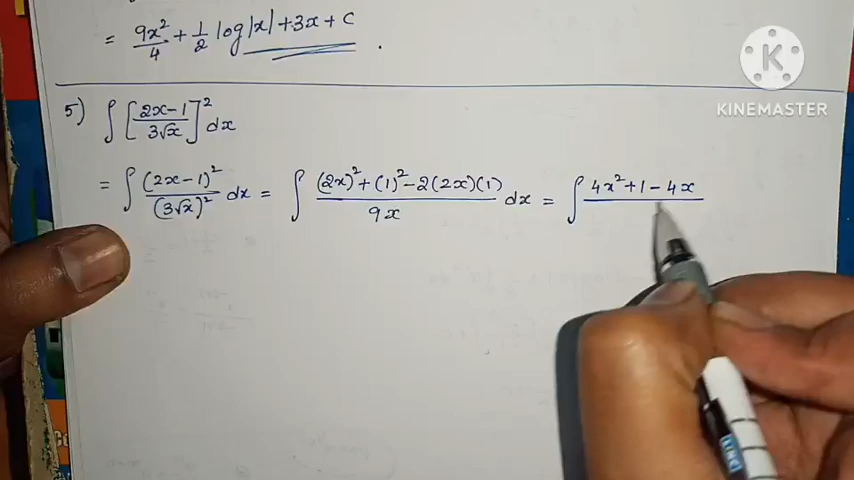 = 9x²/4 + 1/2 log|x| + 3x + c .
K
KINEMASTER
5) ∫ [2x-1/3√x]² dx
= ∫ (2x-1)²/(3√x)² dx = ∫ (2x)²+(1)²-2(2x)(1)/9x dx = ∫ 4x²+1-4x